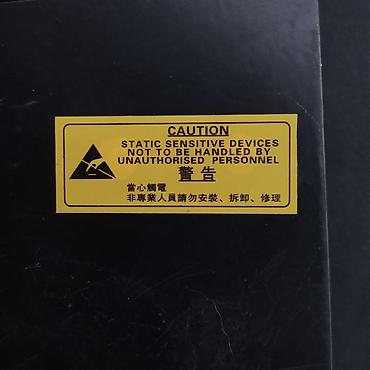 CAUTION
STATIC SENSITIVE DEVICES
NOT TO BE HANDLED BY
UNAUTHORISED PERSONNEL
警告
當心觸電
非專業人員請勿安裝、拆卸、修理